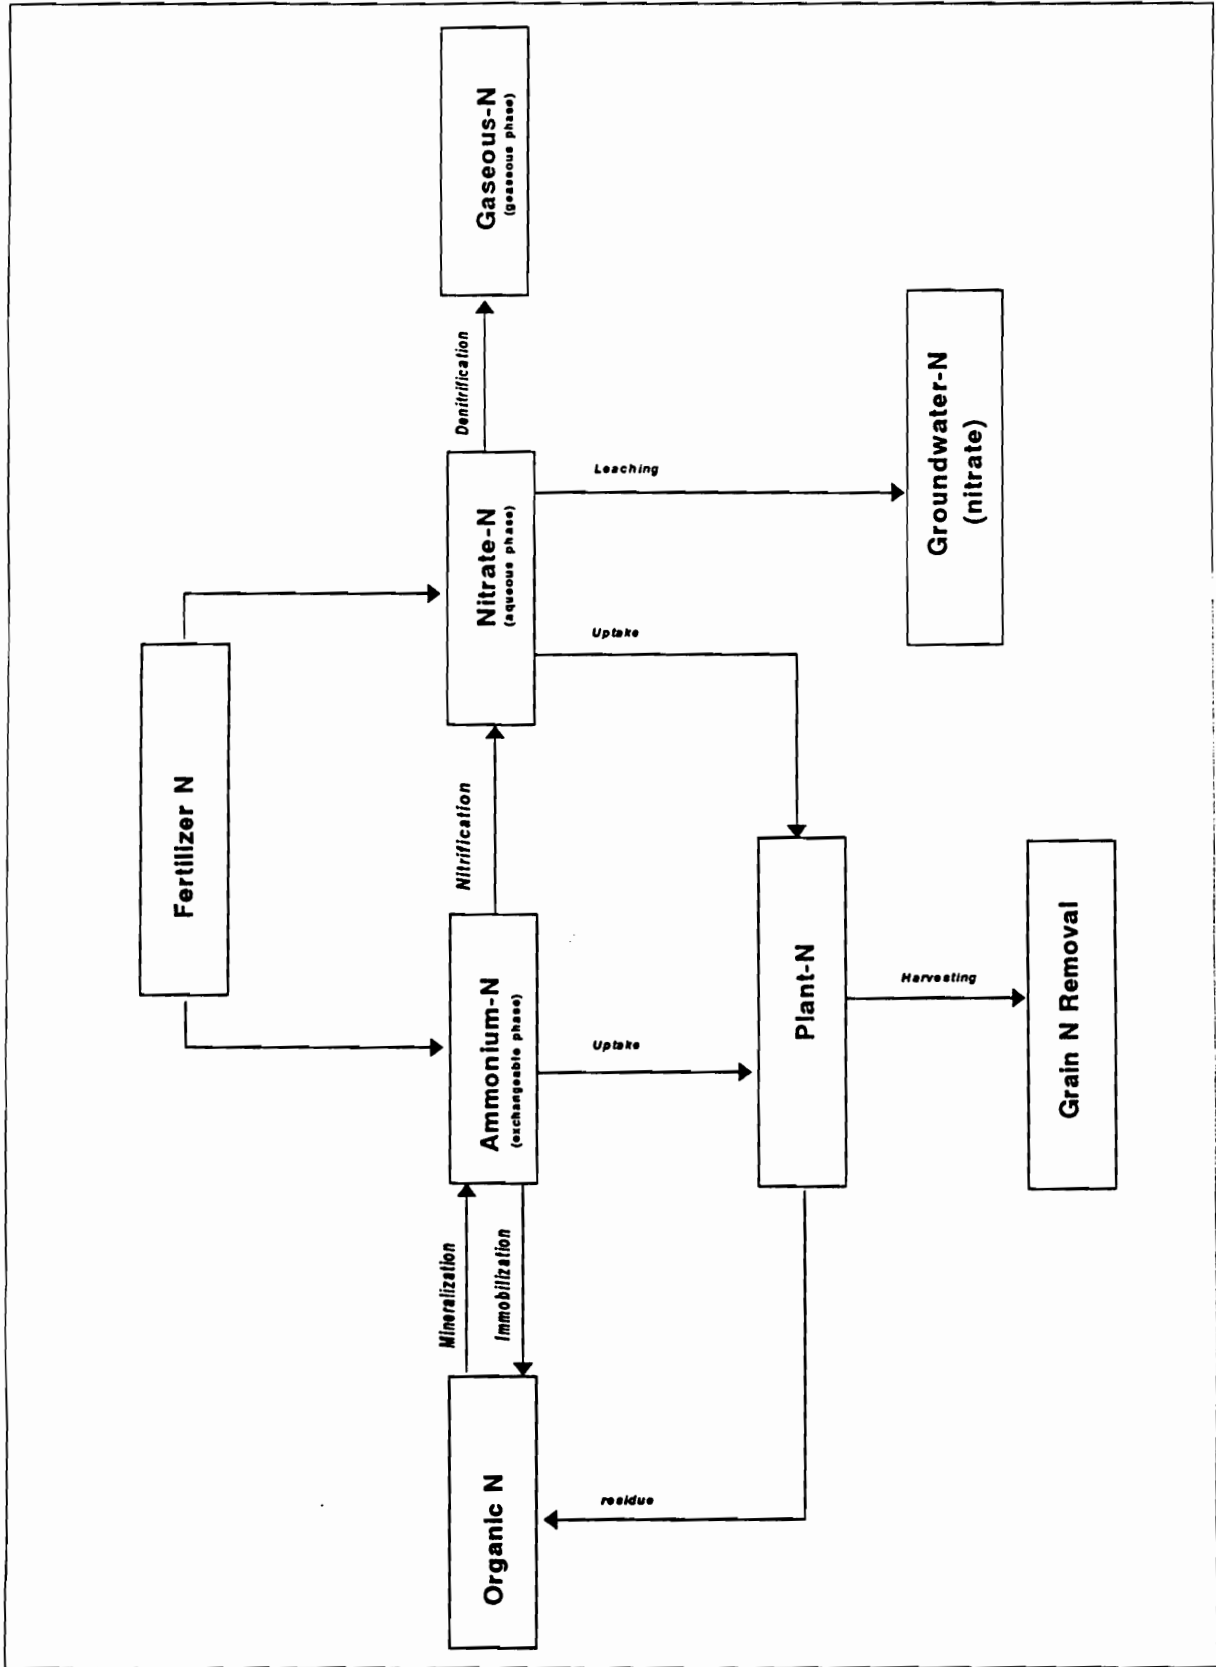 Fertilizer N
Organic N
Mineralization
Immobilization
Ammonium-N
(exchangeable phase)
Nitrification
Nitrate-N
(aqueous phase)
Denitrification
Gaseous-N
(geaseous phase)
residue
Uptake
Uptake
Leaching
Plant-N
Groundwater-N
(nitrate)
Harvesting
Grain N Removal